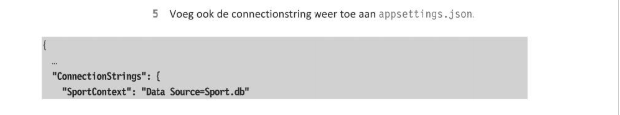 5 Voeg ook de connectionstring weer toe aan appsettings.json.
{
…
"ConnectionStrings": {
"SportContext": "Data Source=Sport.db"